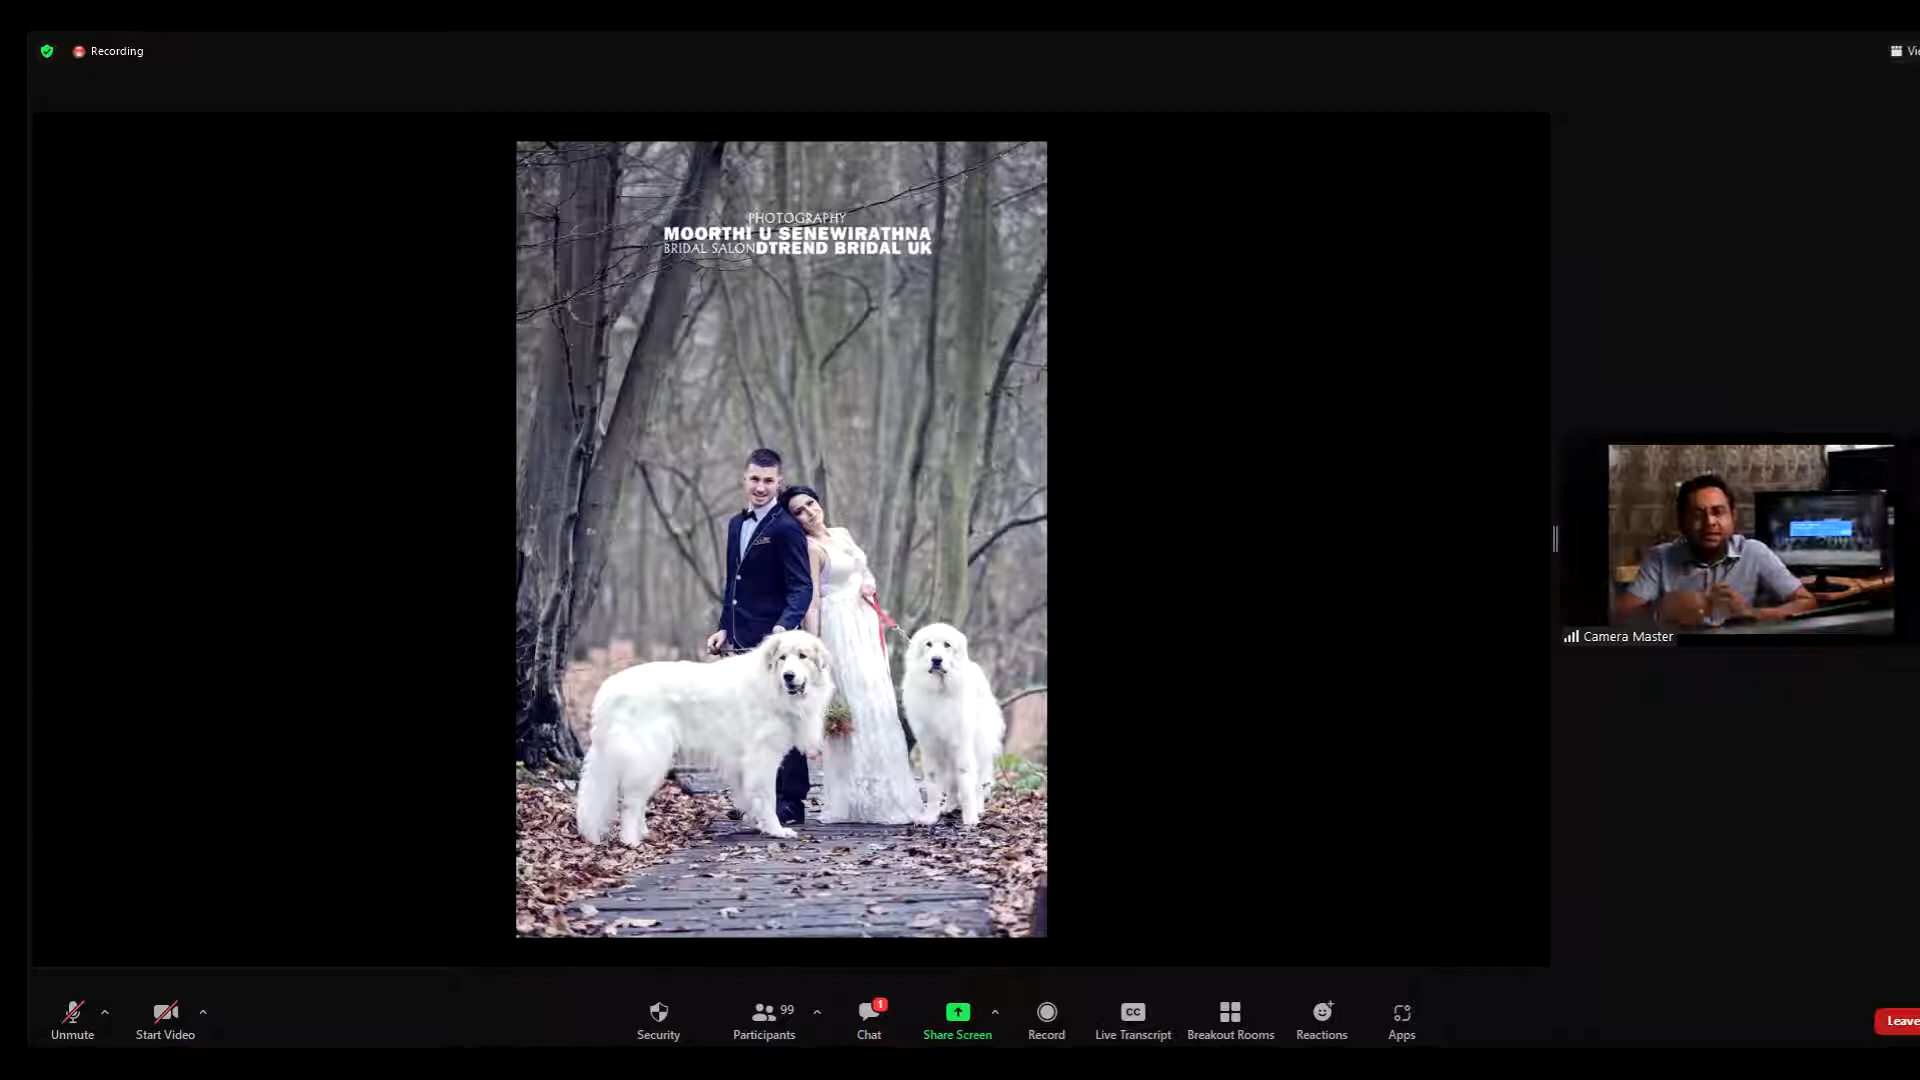 Recording
Vie
PHOTOGRAPHY
MOORTHI U SENEWIRATHNA
BRIDAL SALON DTREND BRIDAL UK
Camera Master
Unmute
Start Video
Security
99
Participants
1
Chat
Share Screen
Record
CC
Live Transcript
Breakout Rooms
Reactions
Apps
Leave